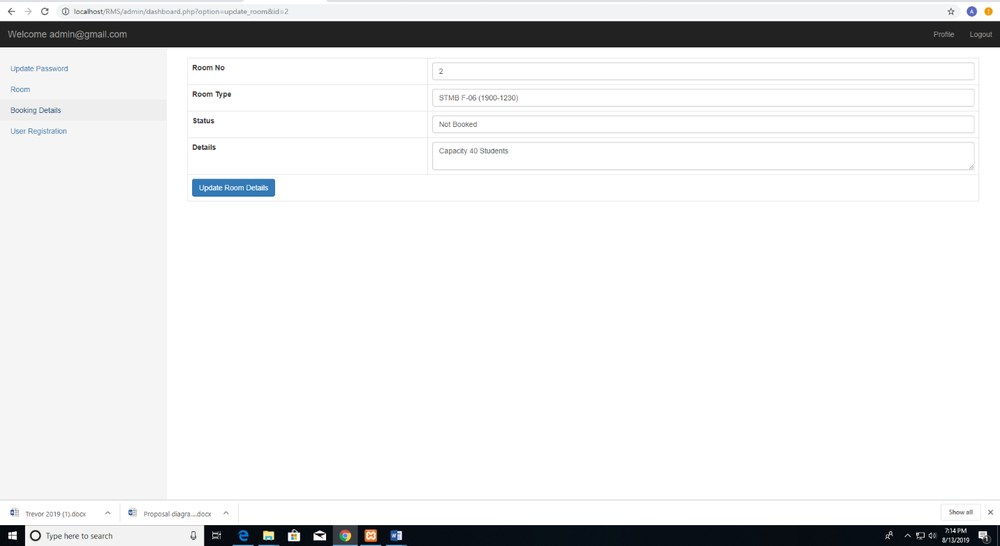 localhost/RMS/admin/dashboard.php?option=update_room&id=2
A
Welcome admin@gmail.com
Profile
Logout
Update Password
Room
Booking Details
User Registration
Room No
2
Room Type
STMB F-06 (1900-1230)
Status
Not Booked
Details
Capacity 40 Students
Update Room Details
Trevor 2019 (1).docx
Proposal diagra....docx
Show all
Type here to search
7:14 PM
8/13/2019
1